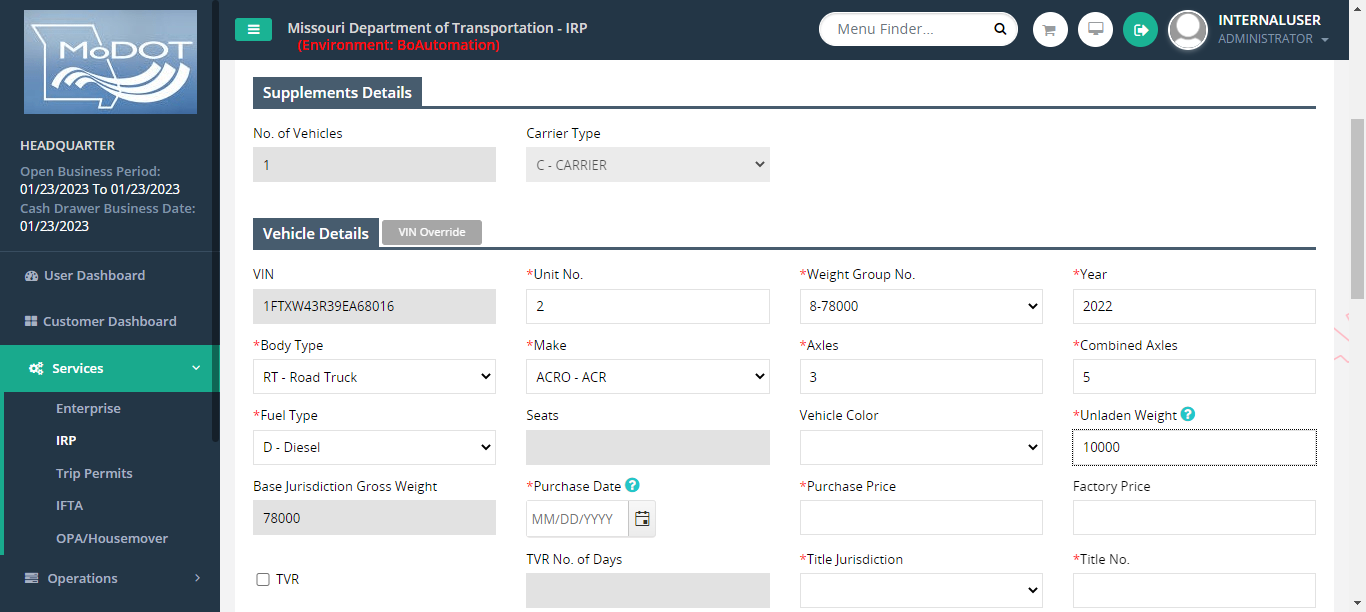 MoDOT
HEADQUARTER
Open Business Period:
01/23/2023 To 01/23/2023
Cash Drawer Business Date:
01/23/2023
User Dashboard
Customer Dashboard
Services
Enterprise
IRP
Trip Permits
IFTA
OPA/Housemover
Operations
Missouri Department of Transportation - IRP
(Environment: BoAutomation)
Menu Finder...
INTERNALUSER
ADMINISTRATOR
Supplements Details
No. of Vehicles Carrier Type
1 C - CARRIER
Vehicle Details VIN Override
VIN *Unit No. *Weight Group No. *Year
1FTXW43R39EA68016 2 8-78000 2022
*Body Type *Make *Axles *Combined Axles
RT - Road Truck ACRO - ACR 3 5
*Fuel Type Seats Vehicle Color *Unladen Weight ?
D - Diesel 10000
Base Jurisdiction Gross Weight *Purchase Date ? *Purchase Price Factory Price
78000 MM/DD/YYYY
TVR TVR No. of Days *Title Jurisdiction *Title No.